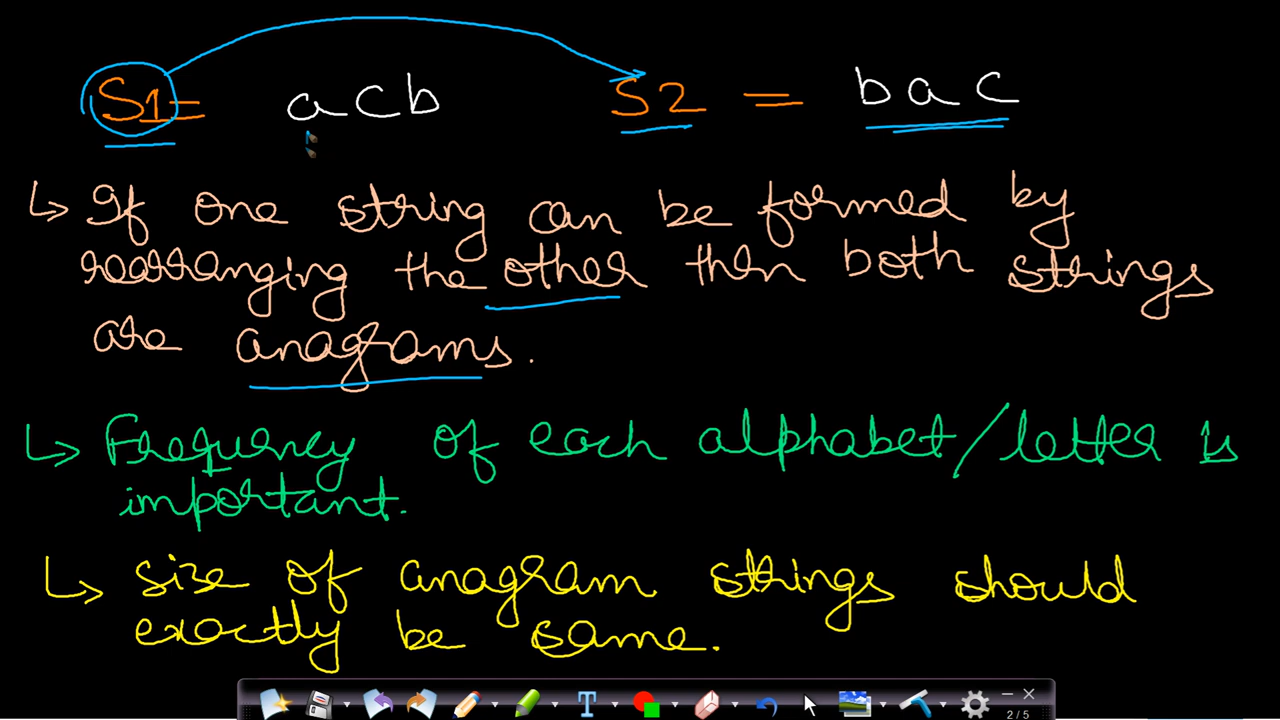 S1= acb S2 = bac
↳ If one string can be formed by
rearranging the other then both strings
are anagrams.
↳ Frequency of each alphabet/letter is
important.
↳ size of anagram strings should
exactly be same.
T
2/5